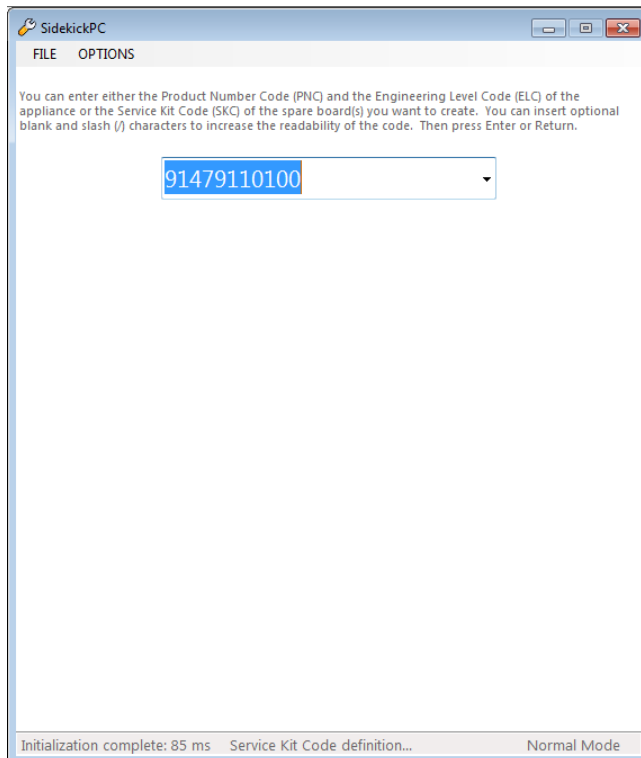 SidekickPC
FILE OPTIONS
You can enter either the Product Number Code (PNC) and the Engineering Level Code (ELC) of the
appliance or the Service Kit Code (SKC) of the spare board(s) you want to create. You can insert optional
blank and slash (/) characters to increase the readability of the code. Then press Enter or Return.
91479110100
Initialization complete: 85 ms Service Kit Code definition... Normal Mode